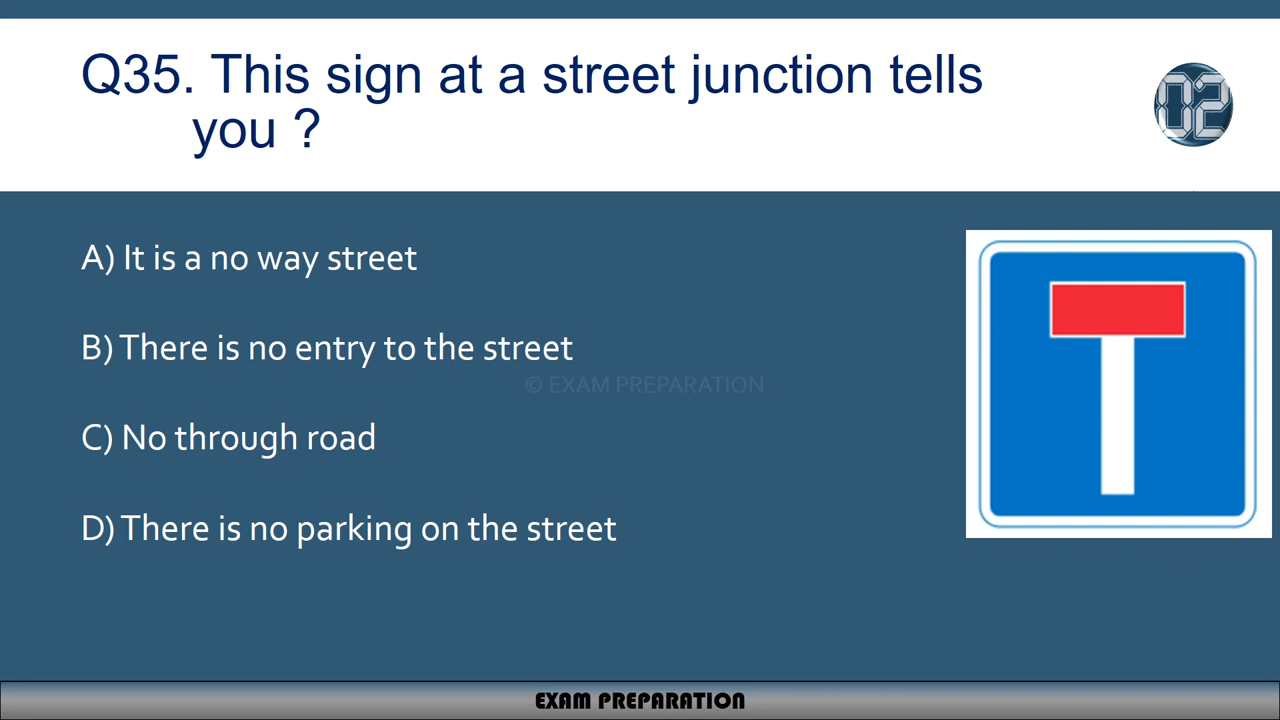 Q35. This sign at a street junction tells
you ?
02
A) It is a no way street
B) There is no entry to the street
© EXAM PREPARATION
C) No through road
D) There is no parking on the street
EXAM PREPARATION